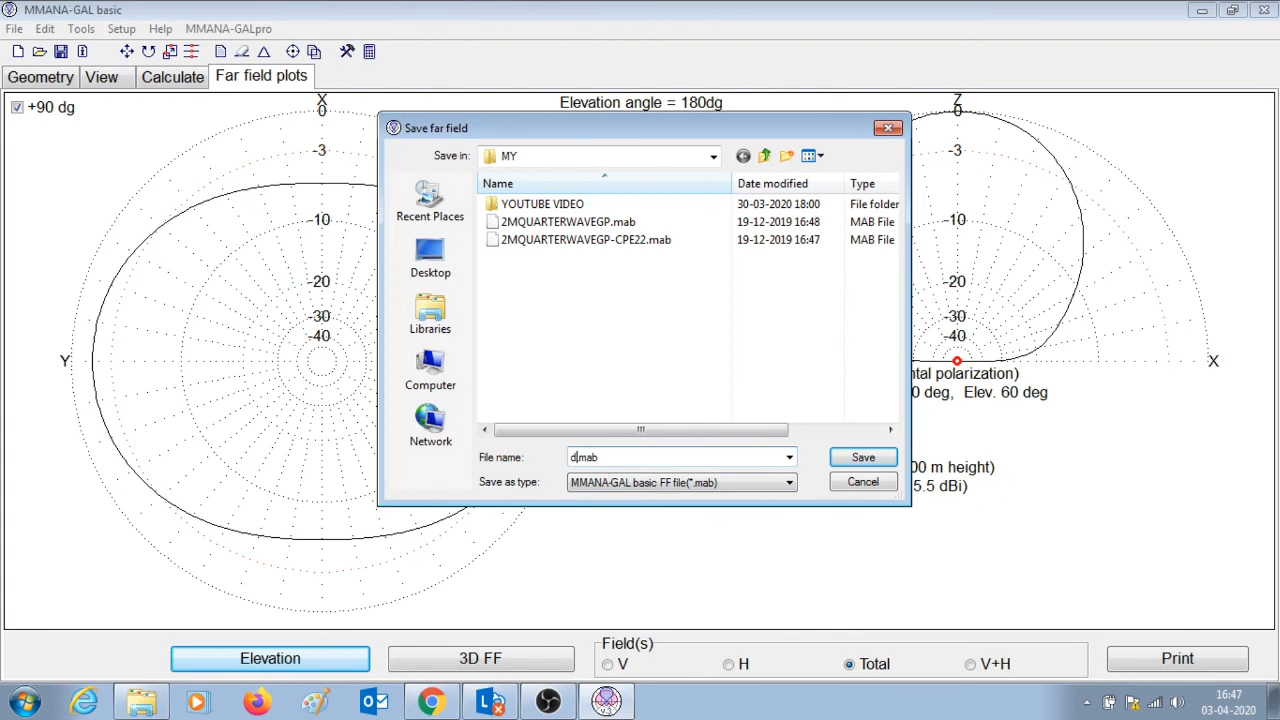 MMANA-GAL basic
File Edit Tools Setup Help MMANA-GALpro
Geometry View Calculate Far field plots
+90 dg
X
0
-3
-10
-20
-30
-40
Y
Elevation angle = 180dg
Save far field
Save in: MY
Recent Places
Desktop
Libraries
Computer
Network
Name Date modified Type
YOUTUBE VIDEO 30-03-2020 18:00 File folder
2MQUARTERWAVEGP.mab 19-12-2019 16:48 MAB File
2MQUARTERWAVEGP-CPE22.mab 19-12-2019 16:47 MAB File
File name: d.mab Save
Save as type: MMANA-GAL basic FF file(*.mab) Cancel
Z
0
-3
-10
-20
-30
-40
X
ntal polarization)
0 deg, Elev. 60 deg
00 m height)
5.5 dBi)
Elevation 3D FF
Field(s)
V H Total V+H
Print
16:47
03-04-2020